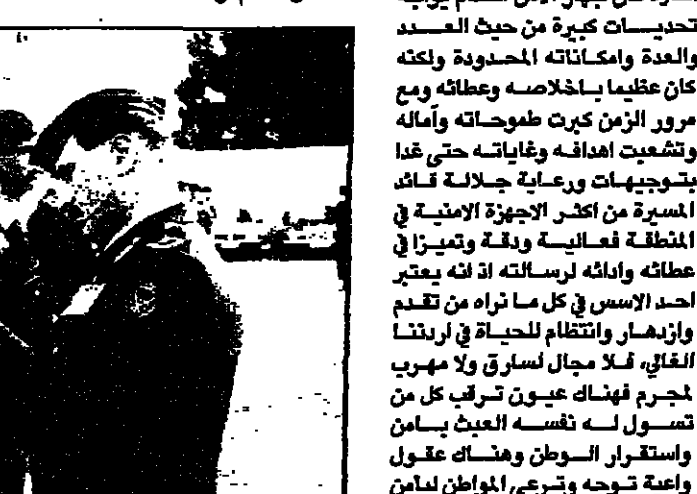 تحديات كبيرة من حيث العدد
والعدة وامكاناته المحدودة ولكنه
كان عظيما باخلاصه وعطائه ومع
مرور الزمن كبرت طموحاته وآماله
وتشعبت اهدافه وغاياته حتى غدا
بتوجيهات ورعاية جلالة قائد
المسيرة من اكثر الاجهزة الامنية في
المنطقة فعالية ودقة وتميزا في
عطائه وادائه لرسالته اذ انه يعتبر
احد الاسس في كل ما نراه من تقدم
وازدهار وانتظام للحياة في اردننا
الغالي، فلا مجال لسارق ولا مهرب
لمجرم فهناك عيون ترقب كل من
تسول له نفسه العبث بامن
واستقرار الوطن وهناك عقول
واعية توجه وترعى المواطن ليأمن